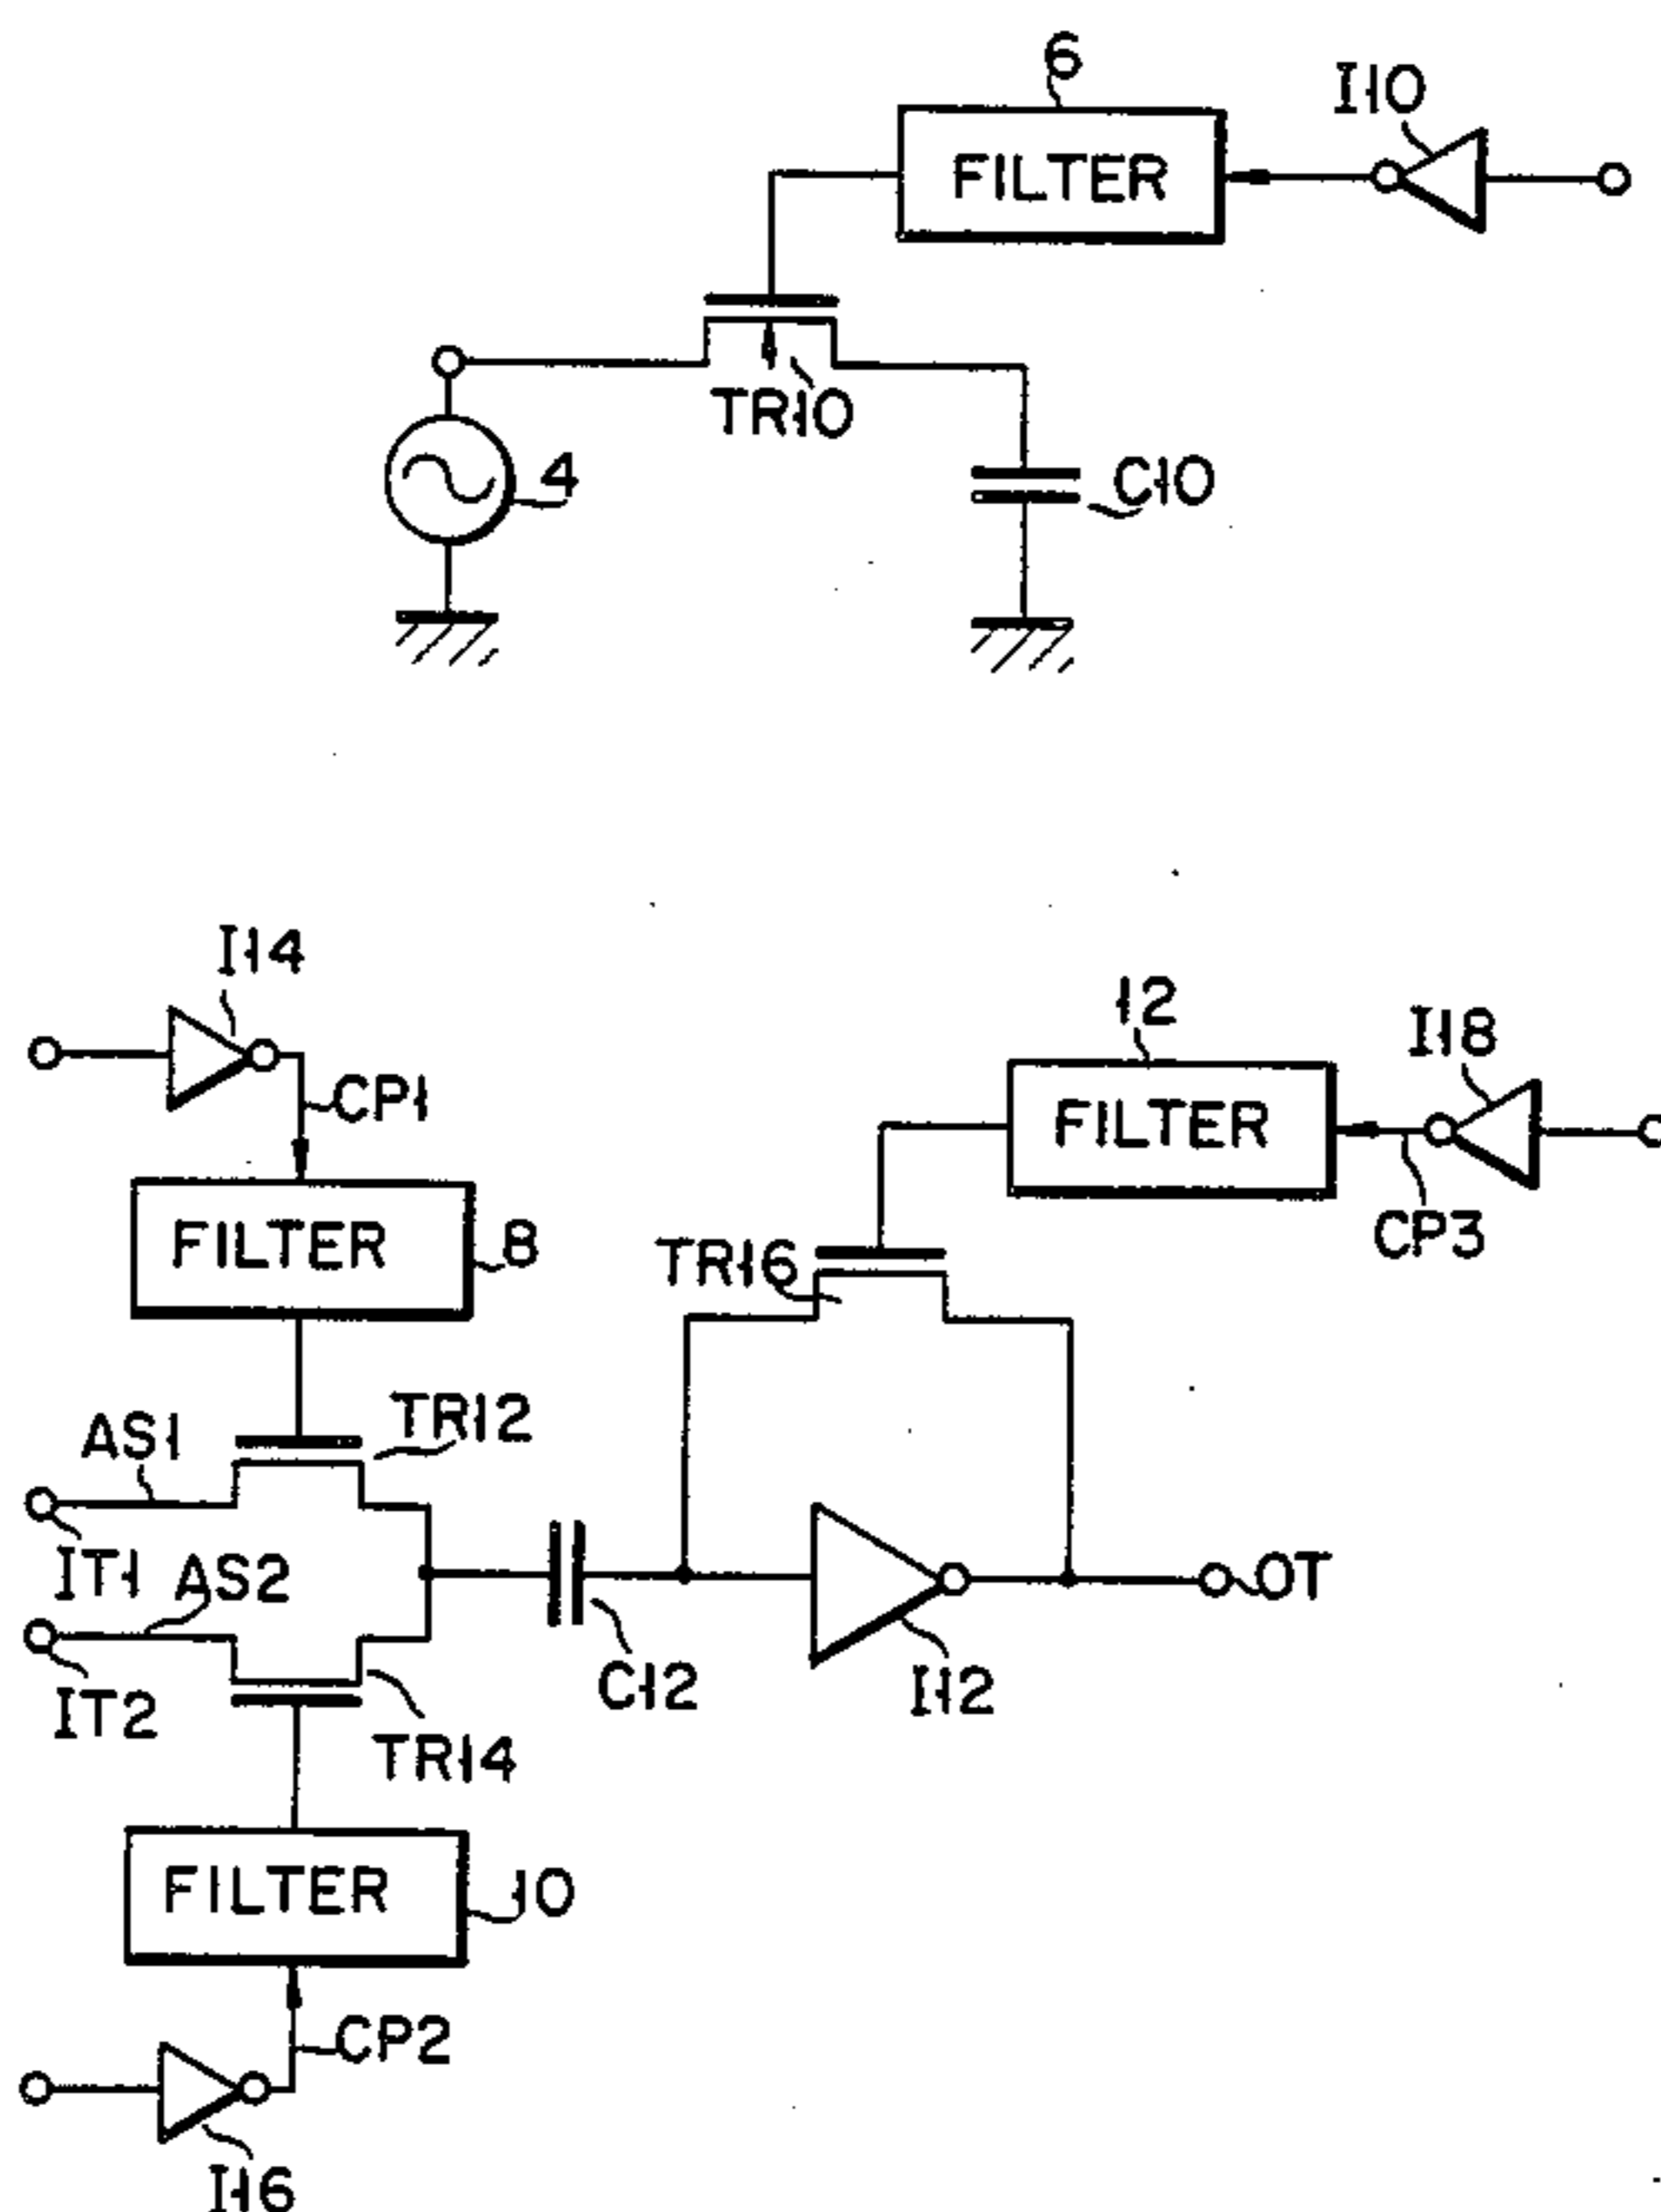 6
I10
FILTER
TR10
4
C10
I14
12
I18
CP1
FILTER
CP3
FILTER
8
TR16
TR12
AS1
IT1
AS2
OT
IT2
C12
I12
TR14
FILTER
10
CP2
I16